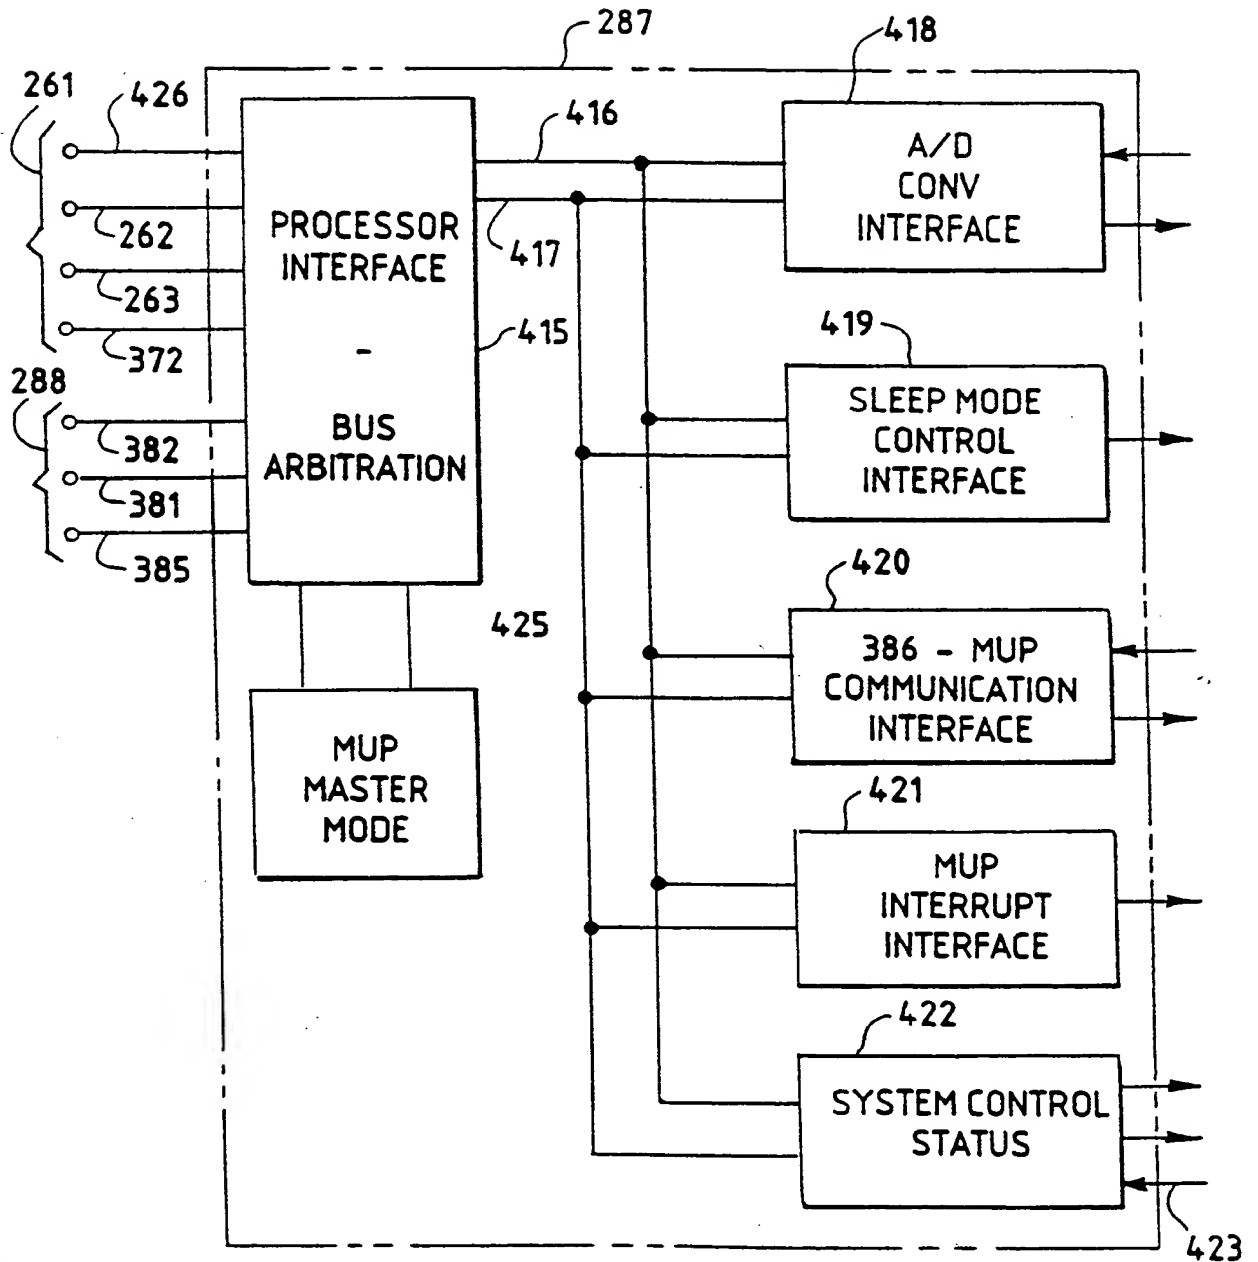 287
418
261
426
416
A/D
CONV
INTERFACE
262
PROCESSOR
INTERFACE
-
BUS
ARBITRATION
417
263
419
415
372
288
SLEEP MODE
CONTROL
INTERFACE
382
381
385
420
425
386 - MUP
COMMUNICATION
INTERFACE
MUP
MASTER
MODE
421
MUP
INTERRUPT
INTERFACE
422
SYSTEM CONTROL
STATUS
423